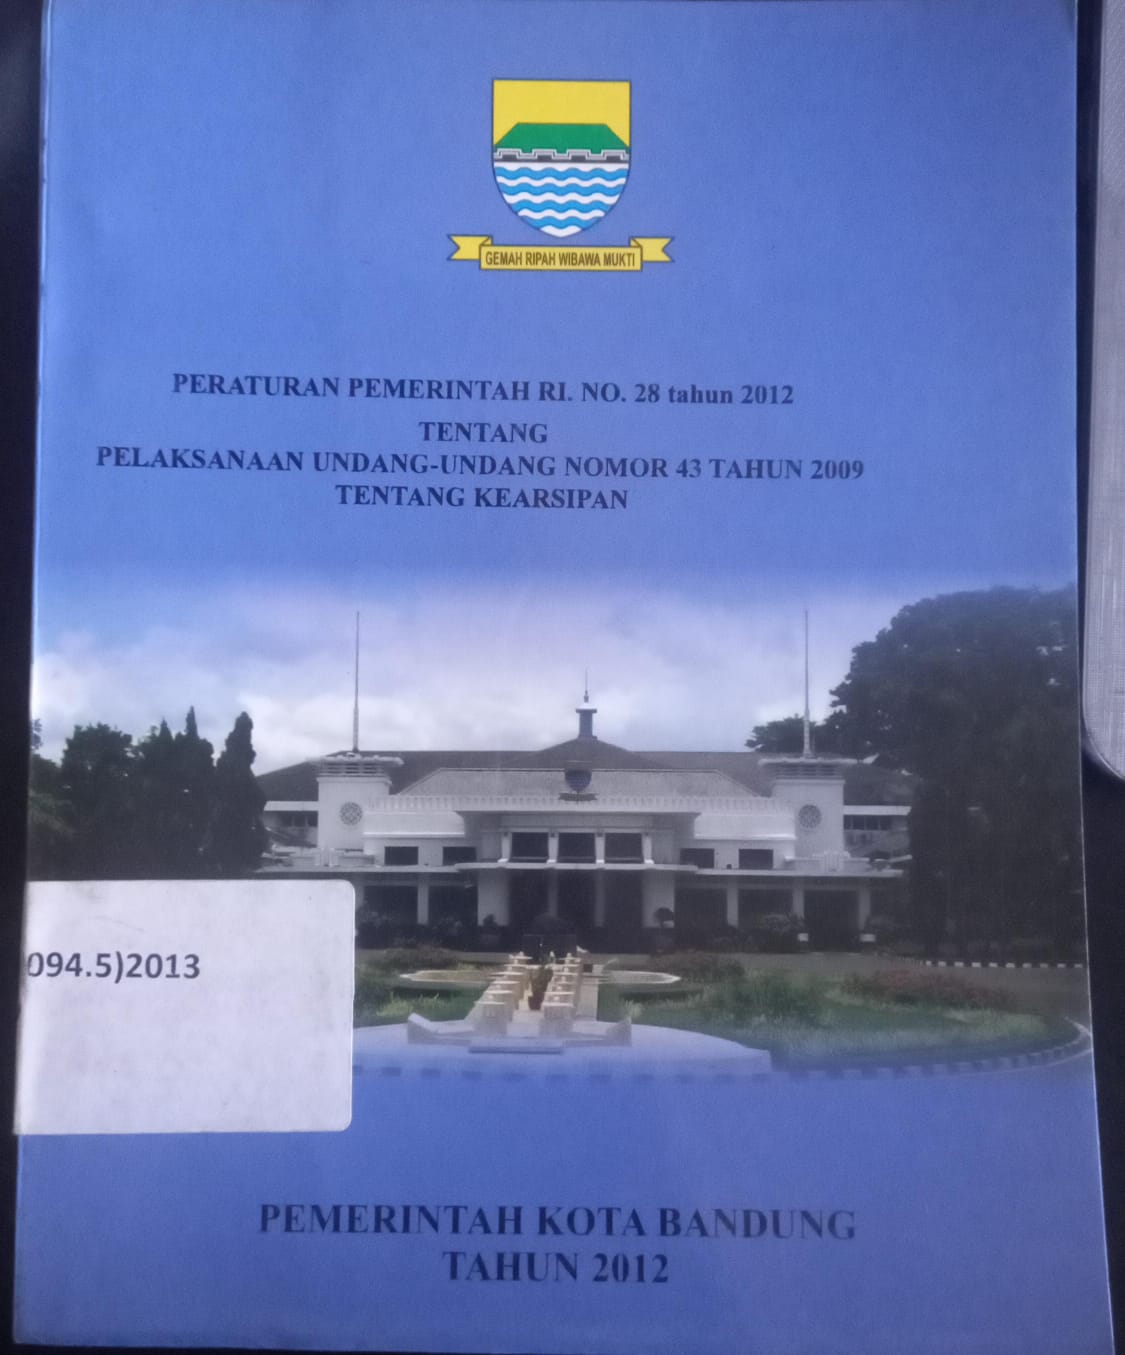 GEMAH RIPAH WIBAWA MUKTI
PERATURAN PEMERINTAH RI. NO. 28 tahun 2012
TENTANG
PELAKSANAAN UNDANG-UNDANG NOMOR 43 TAHUN 2009
TENTANG KEARSIPAN
094.5)2013
PEMERINTAH KOTA BANDUNG
TAHUN 2012